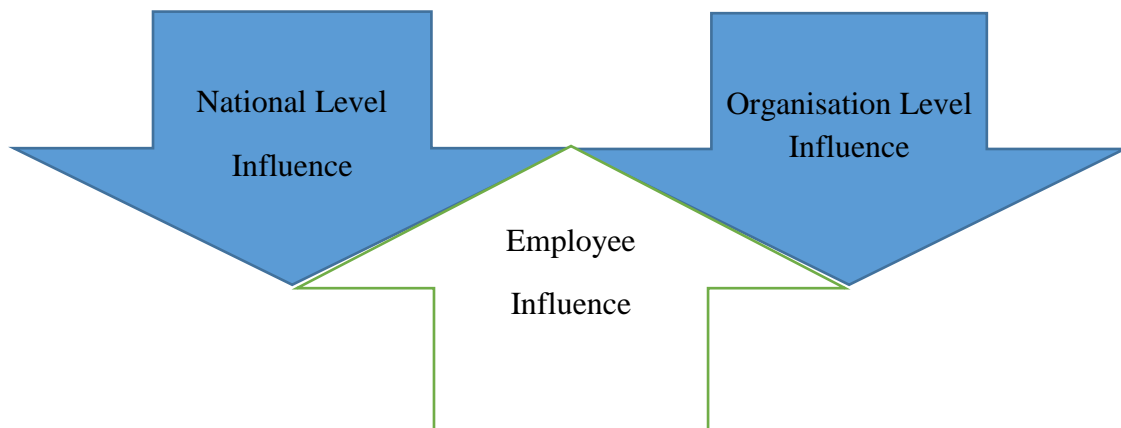 National Level
Influence
Organisation Level
Influence
Employee
Influence